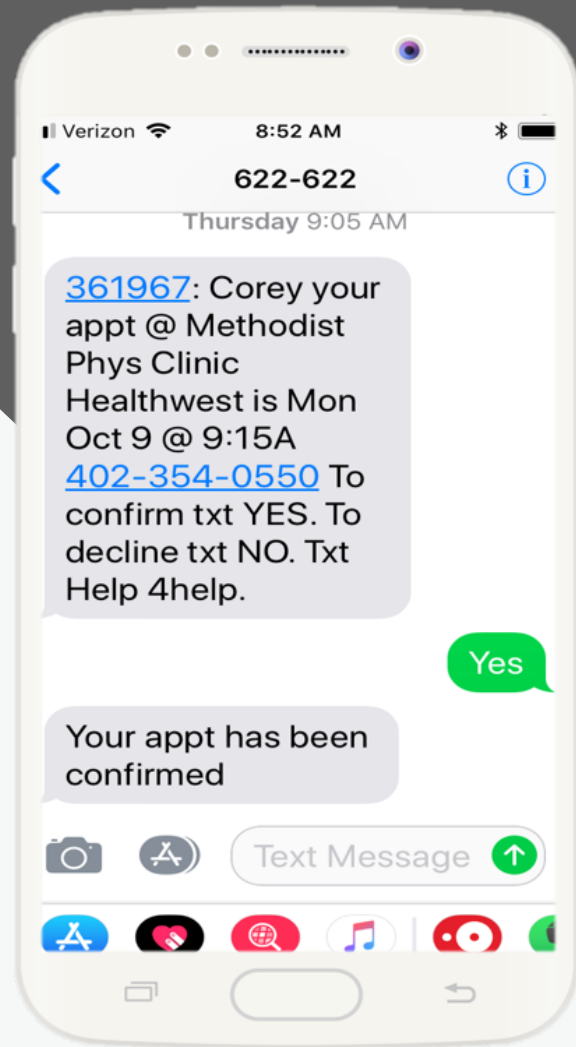 Verizon 8:52 AM
622-622
Thursday 9:05 AM
361967: Corey your
appt @ Methodist
Phys Clinic
Healthwest is Mon
Oct 9 @ 9:15A
402-354-0550 To
confirm txt YES. To
decline txt NO. Txt
Help 4help.
Yes
Your appt has been
confirmed
Text Message